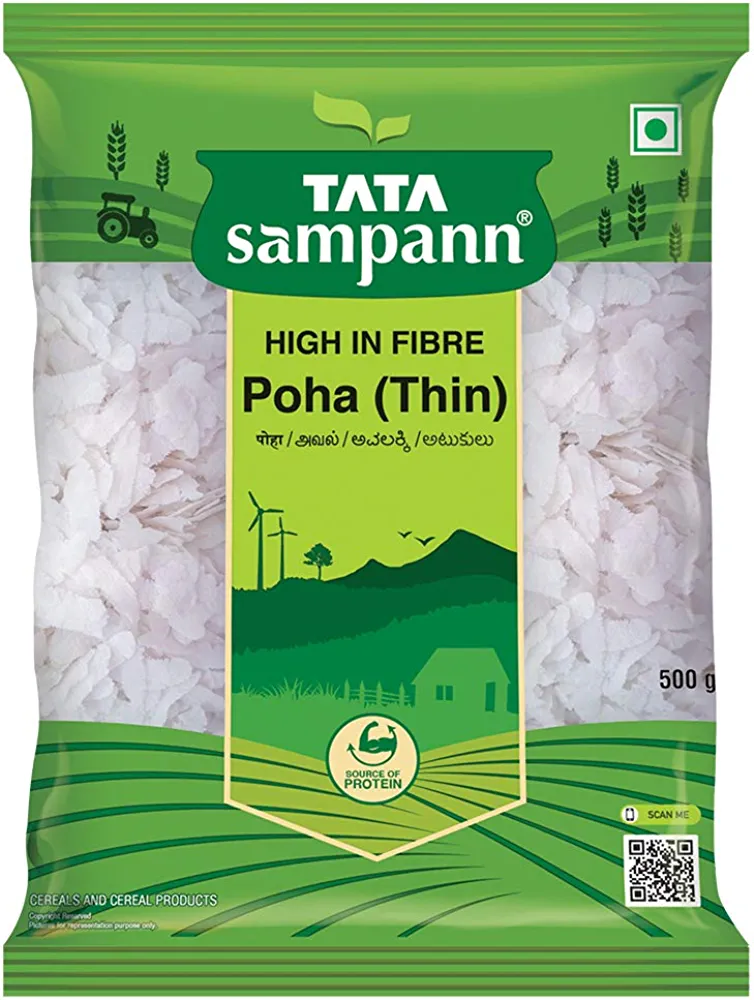 TATA
sampann®
HIGH IN FIBRE
Poha (Thin)
पोहा / அவல் / ಅವಲಕ್ಕಿ / అటుకులు
500 g
SOURCE OF
PROTEIN
SCAN ME
CEREALS AND CEREAL PRODUCTS
Copyright Reserved
Pictures for representation purpose only